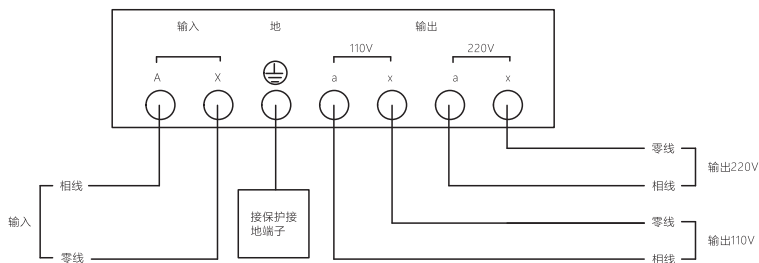 输入 地 输出
110V 220V
A X a x a x
零线
输出220V
相线 相线
接保护接
地端子
输入
零线
输出110V
零线 相线